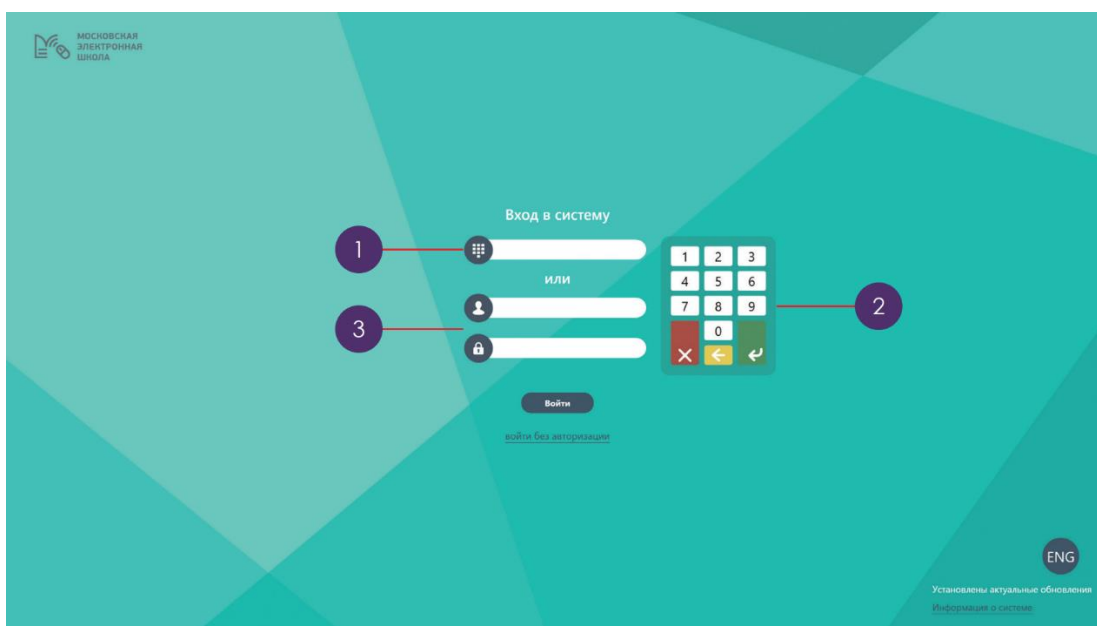 МОСКОВСКАЯ
ЭЛЕКТРОННАЯ
ШКОЛА
Вход в систему
1
или
3
1 2 3
4 5 6
7 8 9
0
2
Войти
войти без авторизации
ENG
Установлены актуальные обновления
Информация о системе